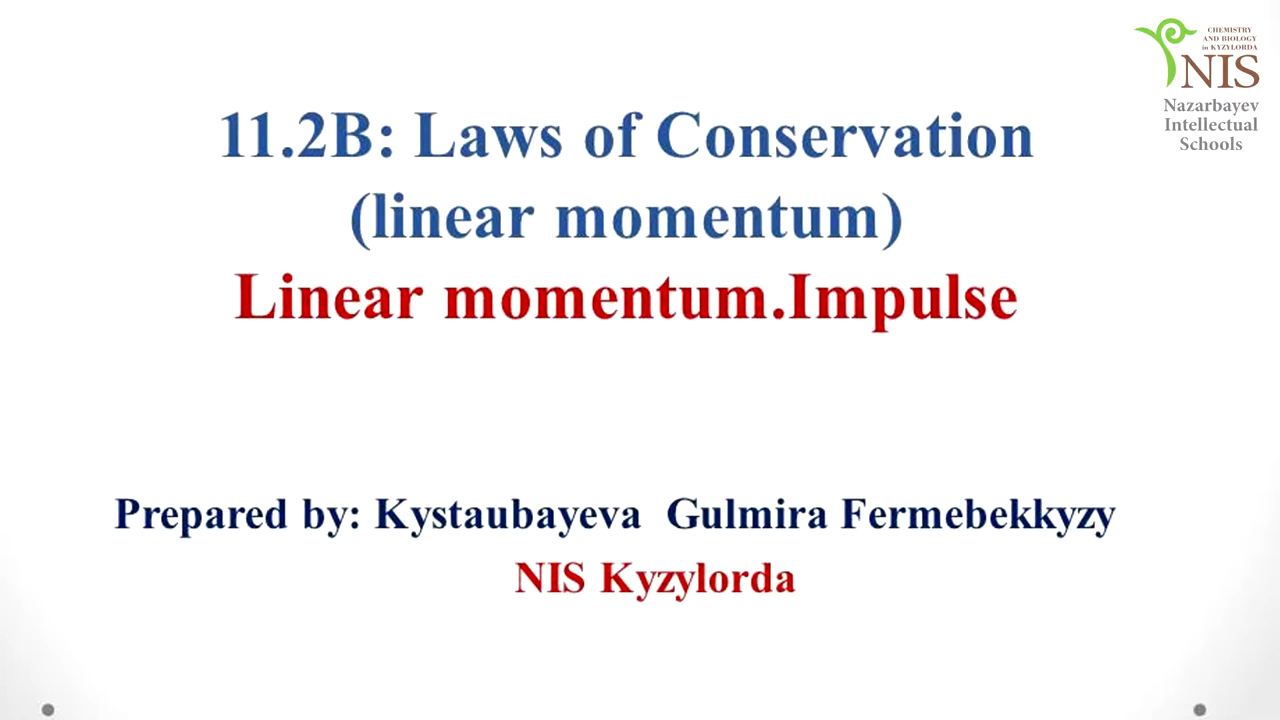 CHEMISTRY
AND BIOLOGY
in KYZYLORDA
NIS
Nazarbayev
Intellectual
Schools
11.2B: Laws of Conservation
(linear momentum)
Linear momentum.Impulse
Prepared by: Kystaubayeva Gulmira Fermebekkyzy
NIS Kyzylorda